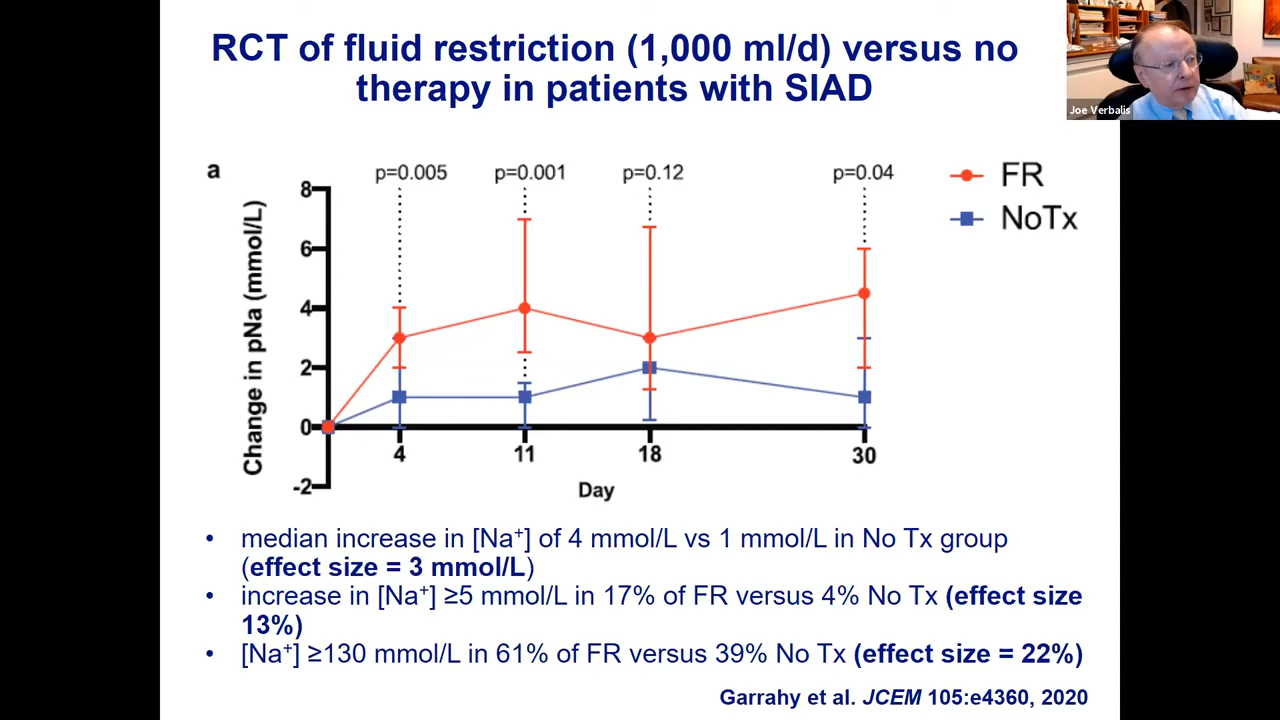 RCT of fluid restriction (1,000 ml/d) versus no
therapy in patients with SIAD
Joe Verbalis
a
p=0.005 p=0.001 p=0.12 p=0.04
FR
NoTx
Change in pNa (mmol/L)
8
6
4
2
0
-2
4 11 18 30
Day
• median increase in [Na⁺] of 4 mmol/L vs 1 mmol/L in No Tx group
(effect size = 3 mmol/L)
• increase in [Na⁺] ≥5 mmol/L in 17% of FR versus 4% No Tx (effect size
13%)
• [Na⁺] ≥130 mmol/L in 61% of FR versus 39% No Tx (effect size = 22%)
Garrahy et al. JCEM 105:e4360, 2020